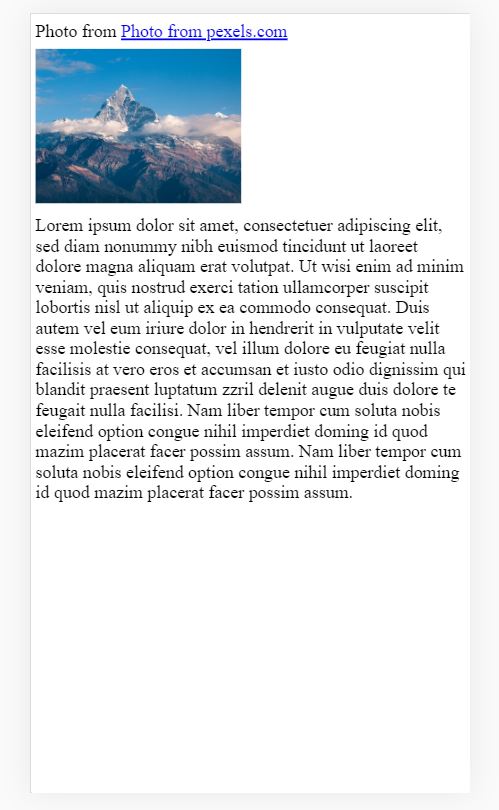 Photo from Photo from pexels.com
Lorem ipsum dolor sit amet, consectetuer adipiscing elit,
sed diam nonummy nibh euismod tincidunt ut laoreet
dolore magna aliquam erat volutpat. Ut wisi enim ad minim
veniam, quis nostrud exerci tation ullamcorper suscipit
lobortis nisl ut aliquip ex ea commodo consequat. Duis
autem vel eum iriure dolor in hendrerit in vulputate velit
esse molestie consequat, vel illum dolore eu feugiat nulla
facilisis at vero eros et accumsan et iusto odio dignissim qui
blandit praesent luptatum zzril delenit augue duis dolore te
feugait nulla facilisi. Nam liber tempor cum soluta nobis
eleifend option congue nihil imperdiet doming id quod
mazim placerat facer possim assum. Nam liber tempor cum
soluta nobis eleifend option congue nihil imperdiet doming
id quod mazim placerat facer possim assum.